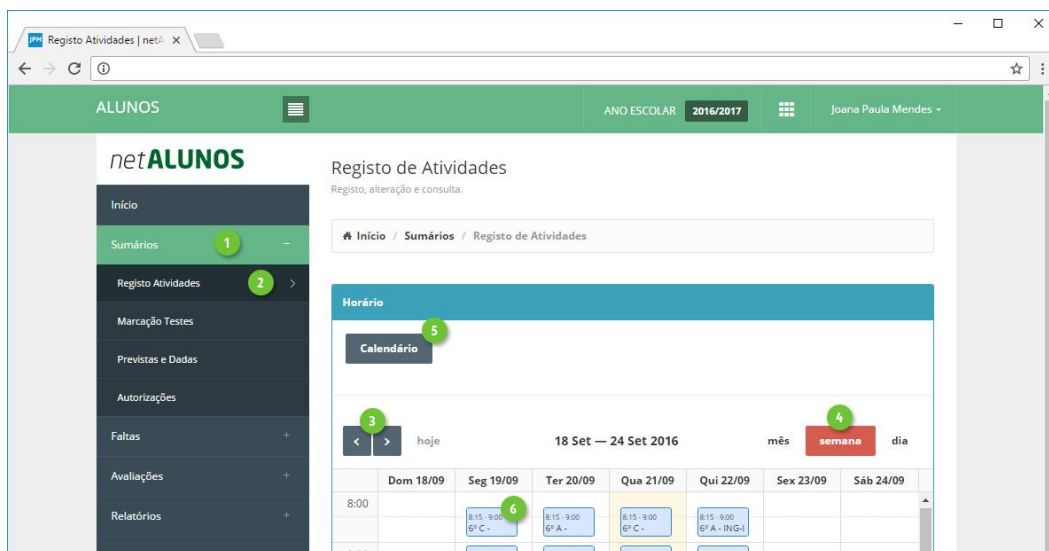 JPM Registo Atividades | netA
ALUNOS
ANO ESCOLAR 2016/2017 Joana Paula Mendes
netALUNOS
Início
Sumários 1
Registo Atividades 2
Marcação Testes
Previstas e Dadas
Autorizações
Faltas
Avaliações
Relatórios
Registo de Atividades
Registo, alteração e consulta.
Início / Sumários / Registo de Atividades
Horário
5
Calendário
3
4
hoje 18 Set — 24 Set 2016 mês semana dia
Dom 18/09 Seg 19/09 Ter 20/09 Qua 21/09 Qui 22/09 Sex 23/09 Sáb 24/09
8:00
6
8:15 - 9:00 8:15 - 9:00 8:15 - 9:00 8:15 - 9:00
6º C - 6º A - 6º C - 6º A - ING-I